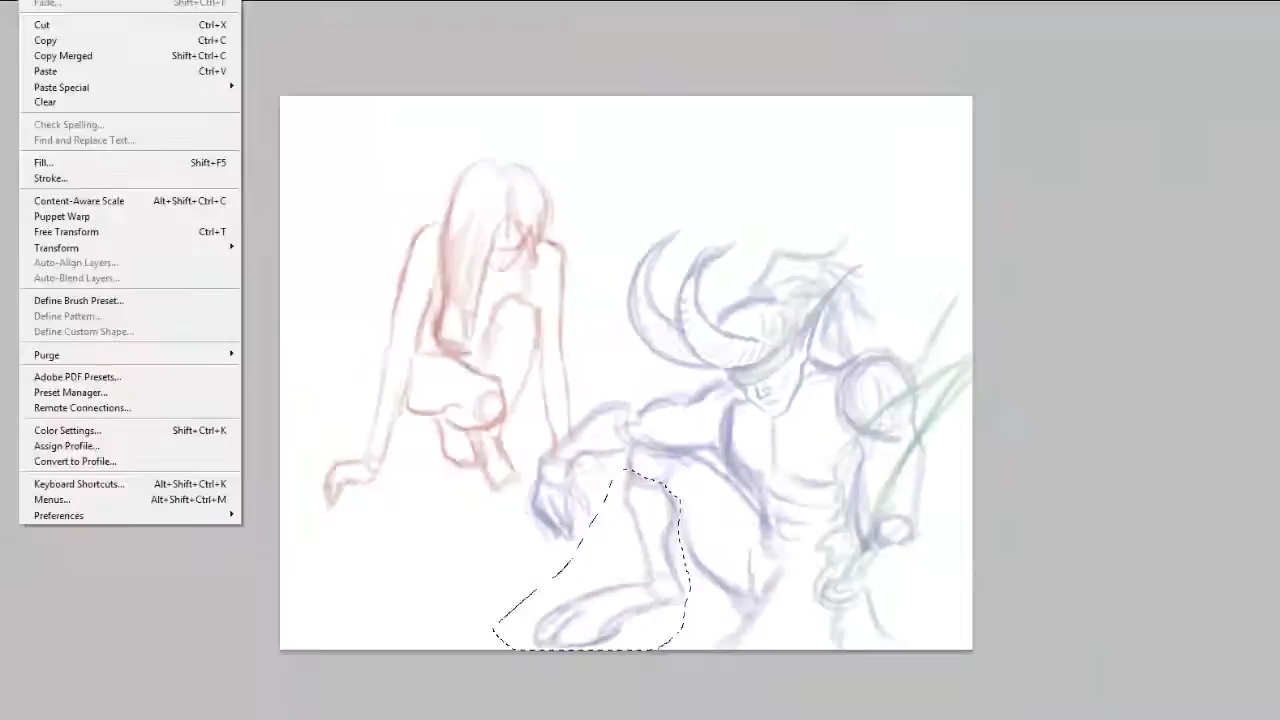 Fade... Shift+Ctrl+F
Cut Ctrl+X
Copy Ctrl+C
Copy Merged Shift+Ctrl+C
Paste Ctrl+V
Paste Special
Clear
Check Spelling...
Find and Replace Text...
Fill... Shift+F5
Stroke...
Content-Aware Scale Alt+Shift+Ctrl+C
Puppet Warp
Free Transform Ctrl+T
Transform
Auto-Align Layers...
Auto-Blend Layers...
Define Brush Preset...
Define Pattern...
Define Custom Shape...
Purge
Adobe PDF Presets...
Preset Manager...
Remote Connections...
Color Settings... Shift+Ctrl+K
Assign Profile...
Convert to Profile...
Keyboard Shortcuts... Alt+Shift+Ctrl+K
Menus... Alt+Shift+Ctrl+M
Preferences